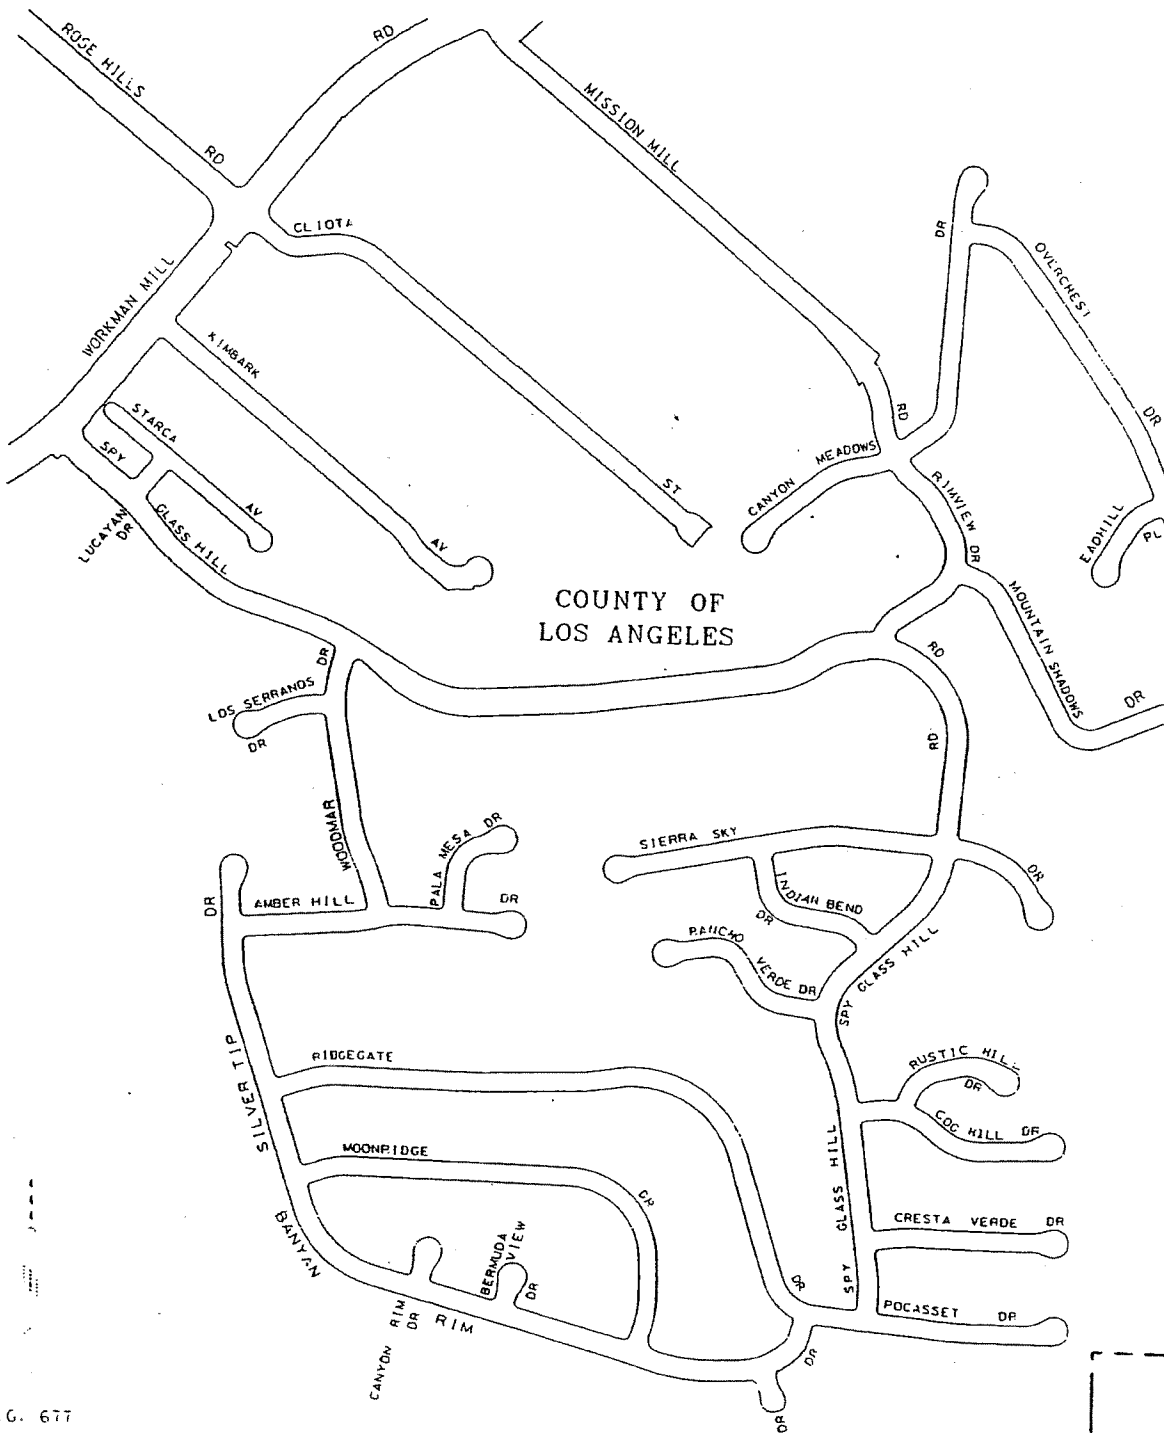 ROSE HILLS
RD
RD
MISSION MILL
CLIOTA
DR
OVERCREST
WORKMAN MILL
KIMBARK
STARCA
SPY
DR
RD
MEADOWS
CANYON
ST
RIMVIEW DR
LUCAYAN
DR
GLASS HILL
AV
AV
EADHILL
PL
COUNTY OF
LOS ANGELES
MOUNTAIN SHADOWS
DR
RD
LOS SERRANOS
DR
DR
RD
WOODMAR
PALA MESA DR
SIERRA SKY
DR
DR
AMBER HILL
DR
INDIAN BEND
DR
RANCHO
VERDE DR
SPY GLASS HILL
SILVER TIP
RIDGEGATE
RUSTIC HILL
DR
COG HILL DR
MOONRIDGE
DR
SPY GLASS HILL
CRESTA VERDE DR
BANYAN
BERMUDA
VIEW
DR
CANYON RIM
DR
RIM
DR
POCASSET DR
DR
DR
G. 677